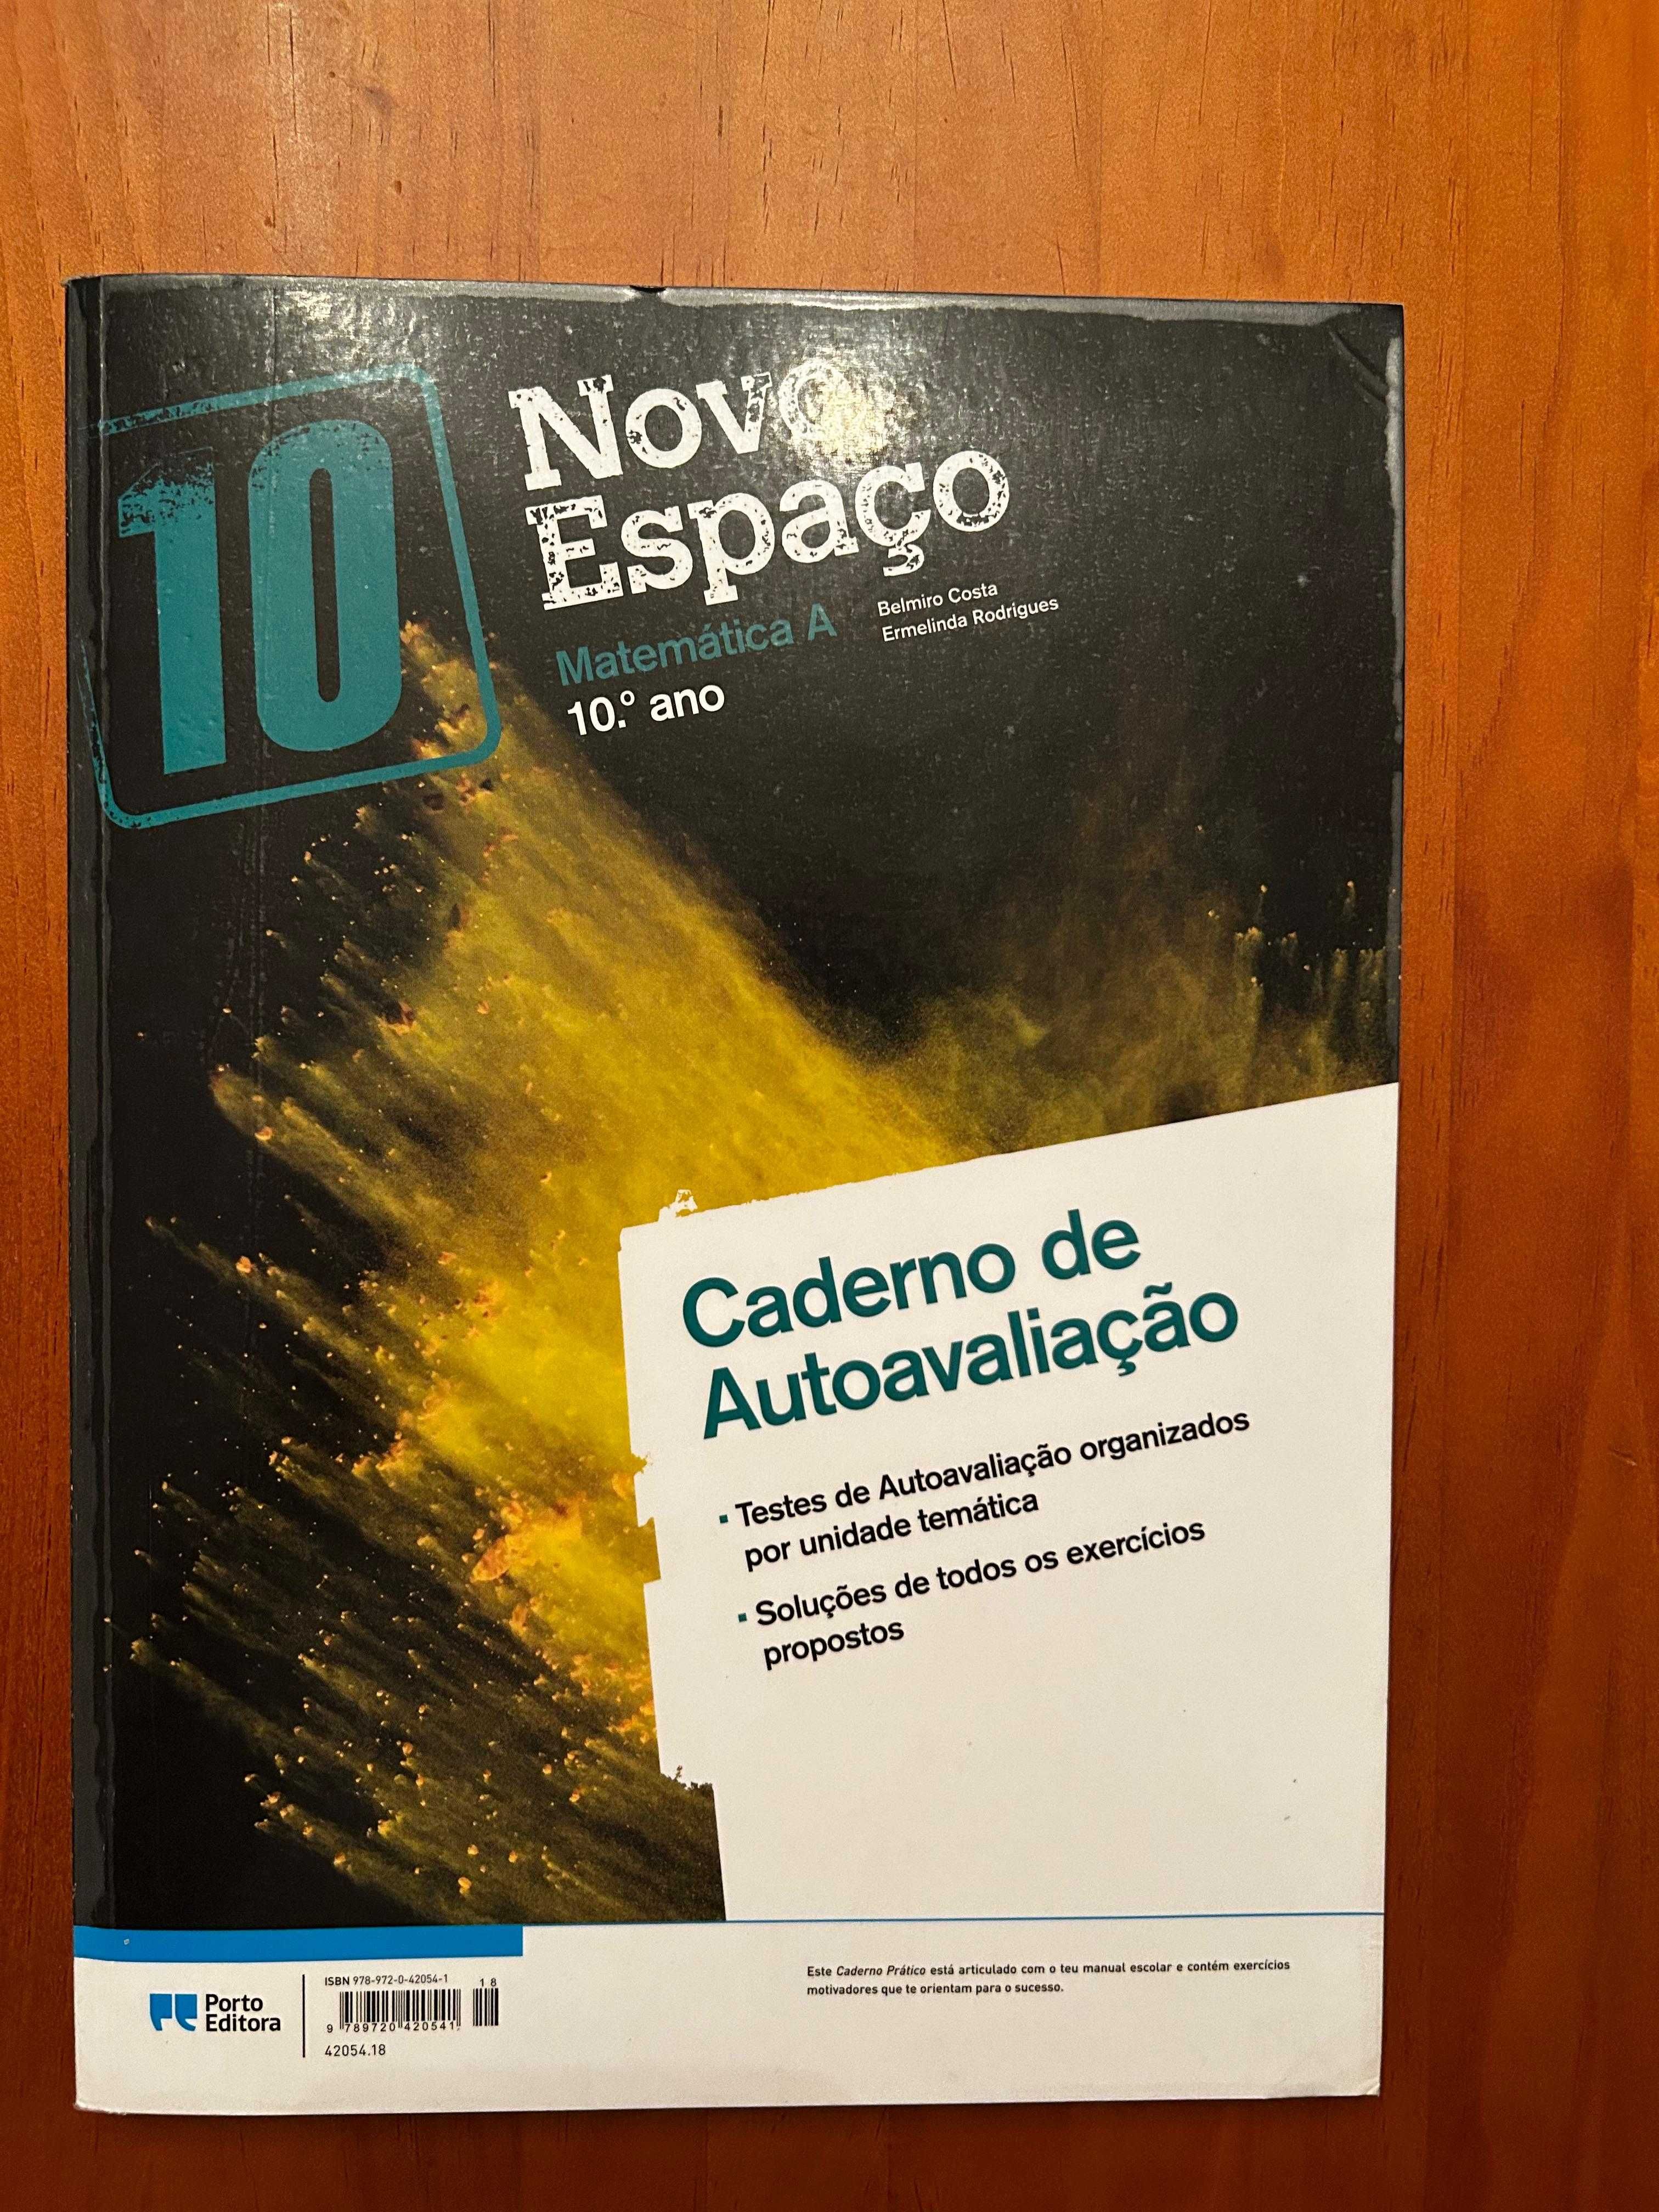 10
Novo
Espaço
Matemática A
10.º ano
Belmiro Costa
Ermelinda Rodrigues
Caderno de
Autoavaliação
▪ Testes de Autoavaliação organizados
por unidade temática
▪ Soluções de todos os exercícios
propostos
Porto
Editora
ISBN 978-972-0-42054-1
18
9 789720 420541
42054.18
Este Caderno Prático está articulado com o teu manual escolar e contém exercícios
motivadores que te orientam para o sucesso.